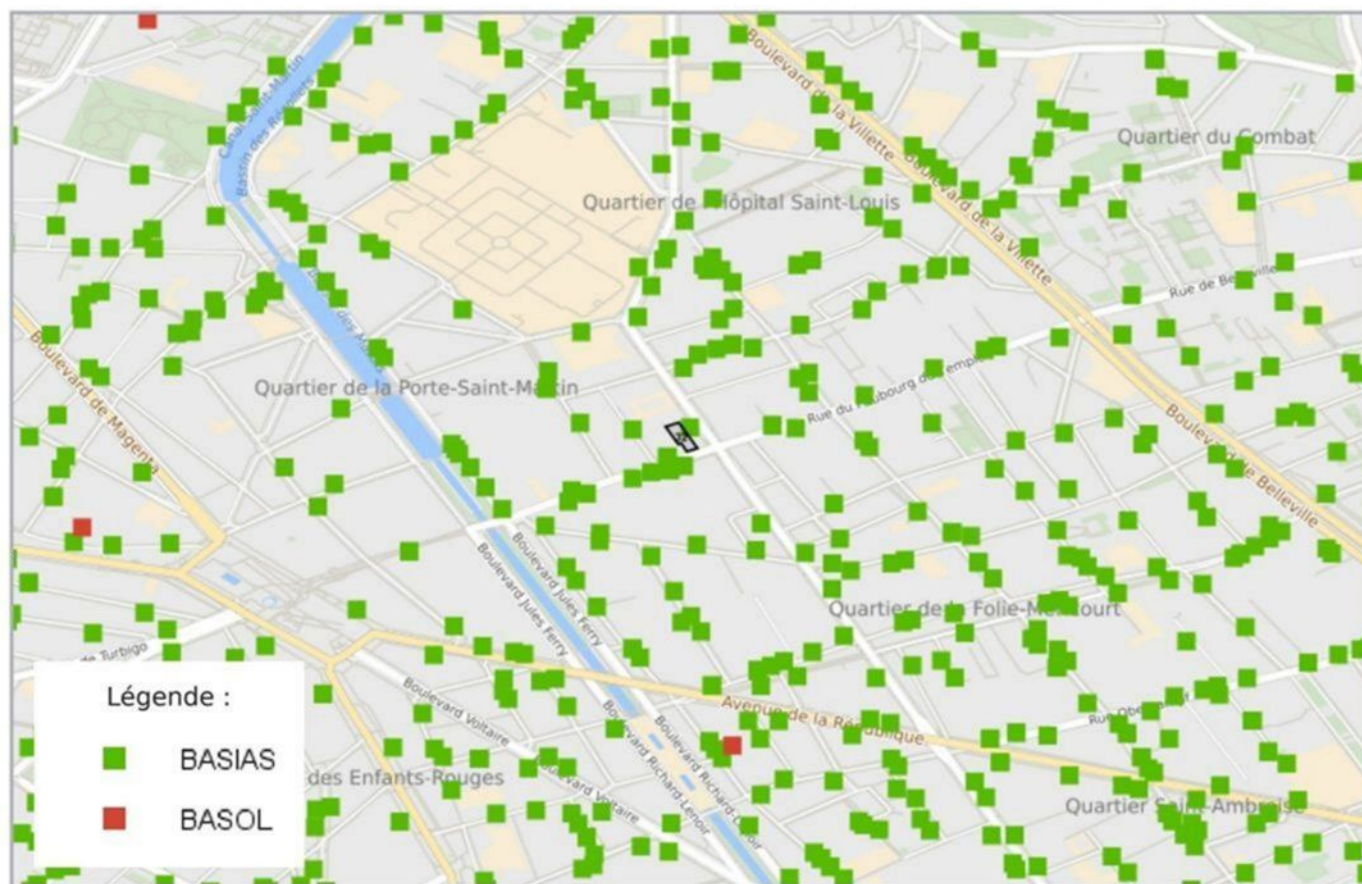 Canal Saint-Martin
Bassin des Récollets
Boulevard de la Villette
Boulevard de la Villette
Quartier du Combat
Quartier de l'Hôpital Saint-Louis
Rue de Belleville
Boulevard de Magenta
Quartier de la Porte-Saint-Martin
Rue du Faubourg du Temple
Boulevard de Belleville
Boulevard Jules Ferry
Boulevard Jules Ferry
Quartier de la Folie-Méricourt
de Turbigo
Légende :
BASIAS
BASOL
Boulevard Voltaire
Avenue de la République
Rue Oberkampf
Boulevard Richard-Lenoir
Boulevard Richard-Lenoir
des Enfants-Rouges
Boulevard Voltaire
Quartier Saint-Ambroise